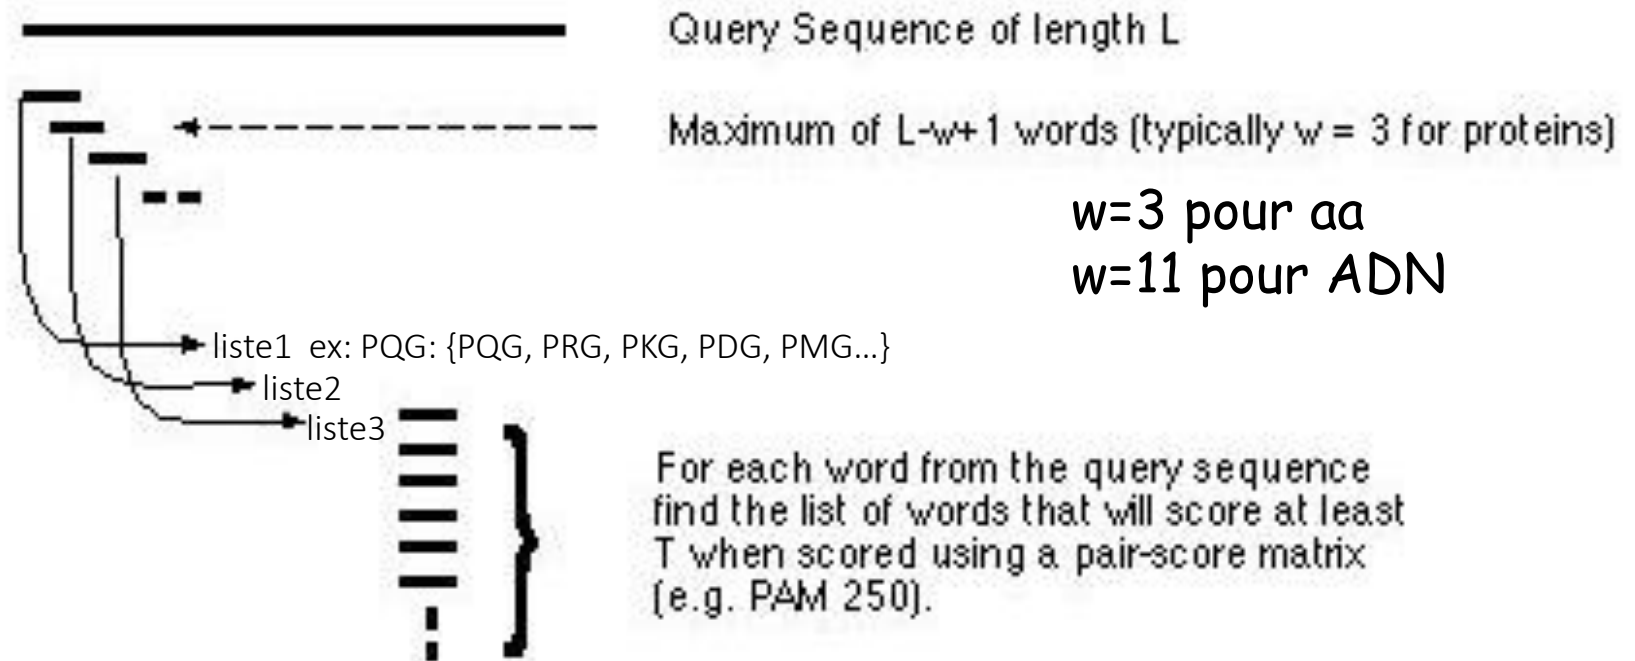 Query Sequence of length L
Maximum of L-w+1 words (typically w = 3 for proteins)
w=3 pour aa
w=11 pour ADN
liste1 ex: PQG: {PQG, PRG, PKG, PDG, PMG...}
liste2
liste3
For each word from the query sequence
find the list of words that will score at least
T when scored using a pair-score matrix
(e.g. PAM 250).